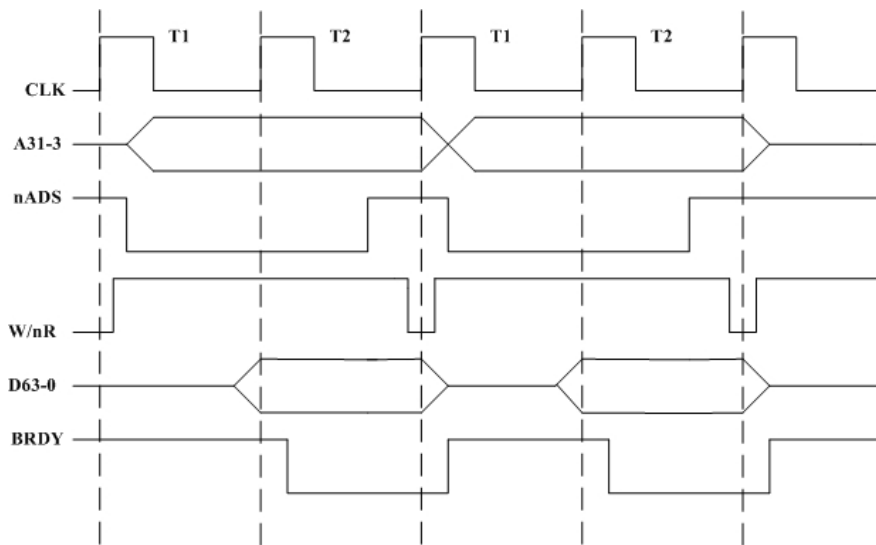 T1 T2 T1 T2
CLK
A31-3
nADS
W/nR
D63-0
BRDY